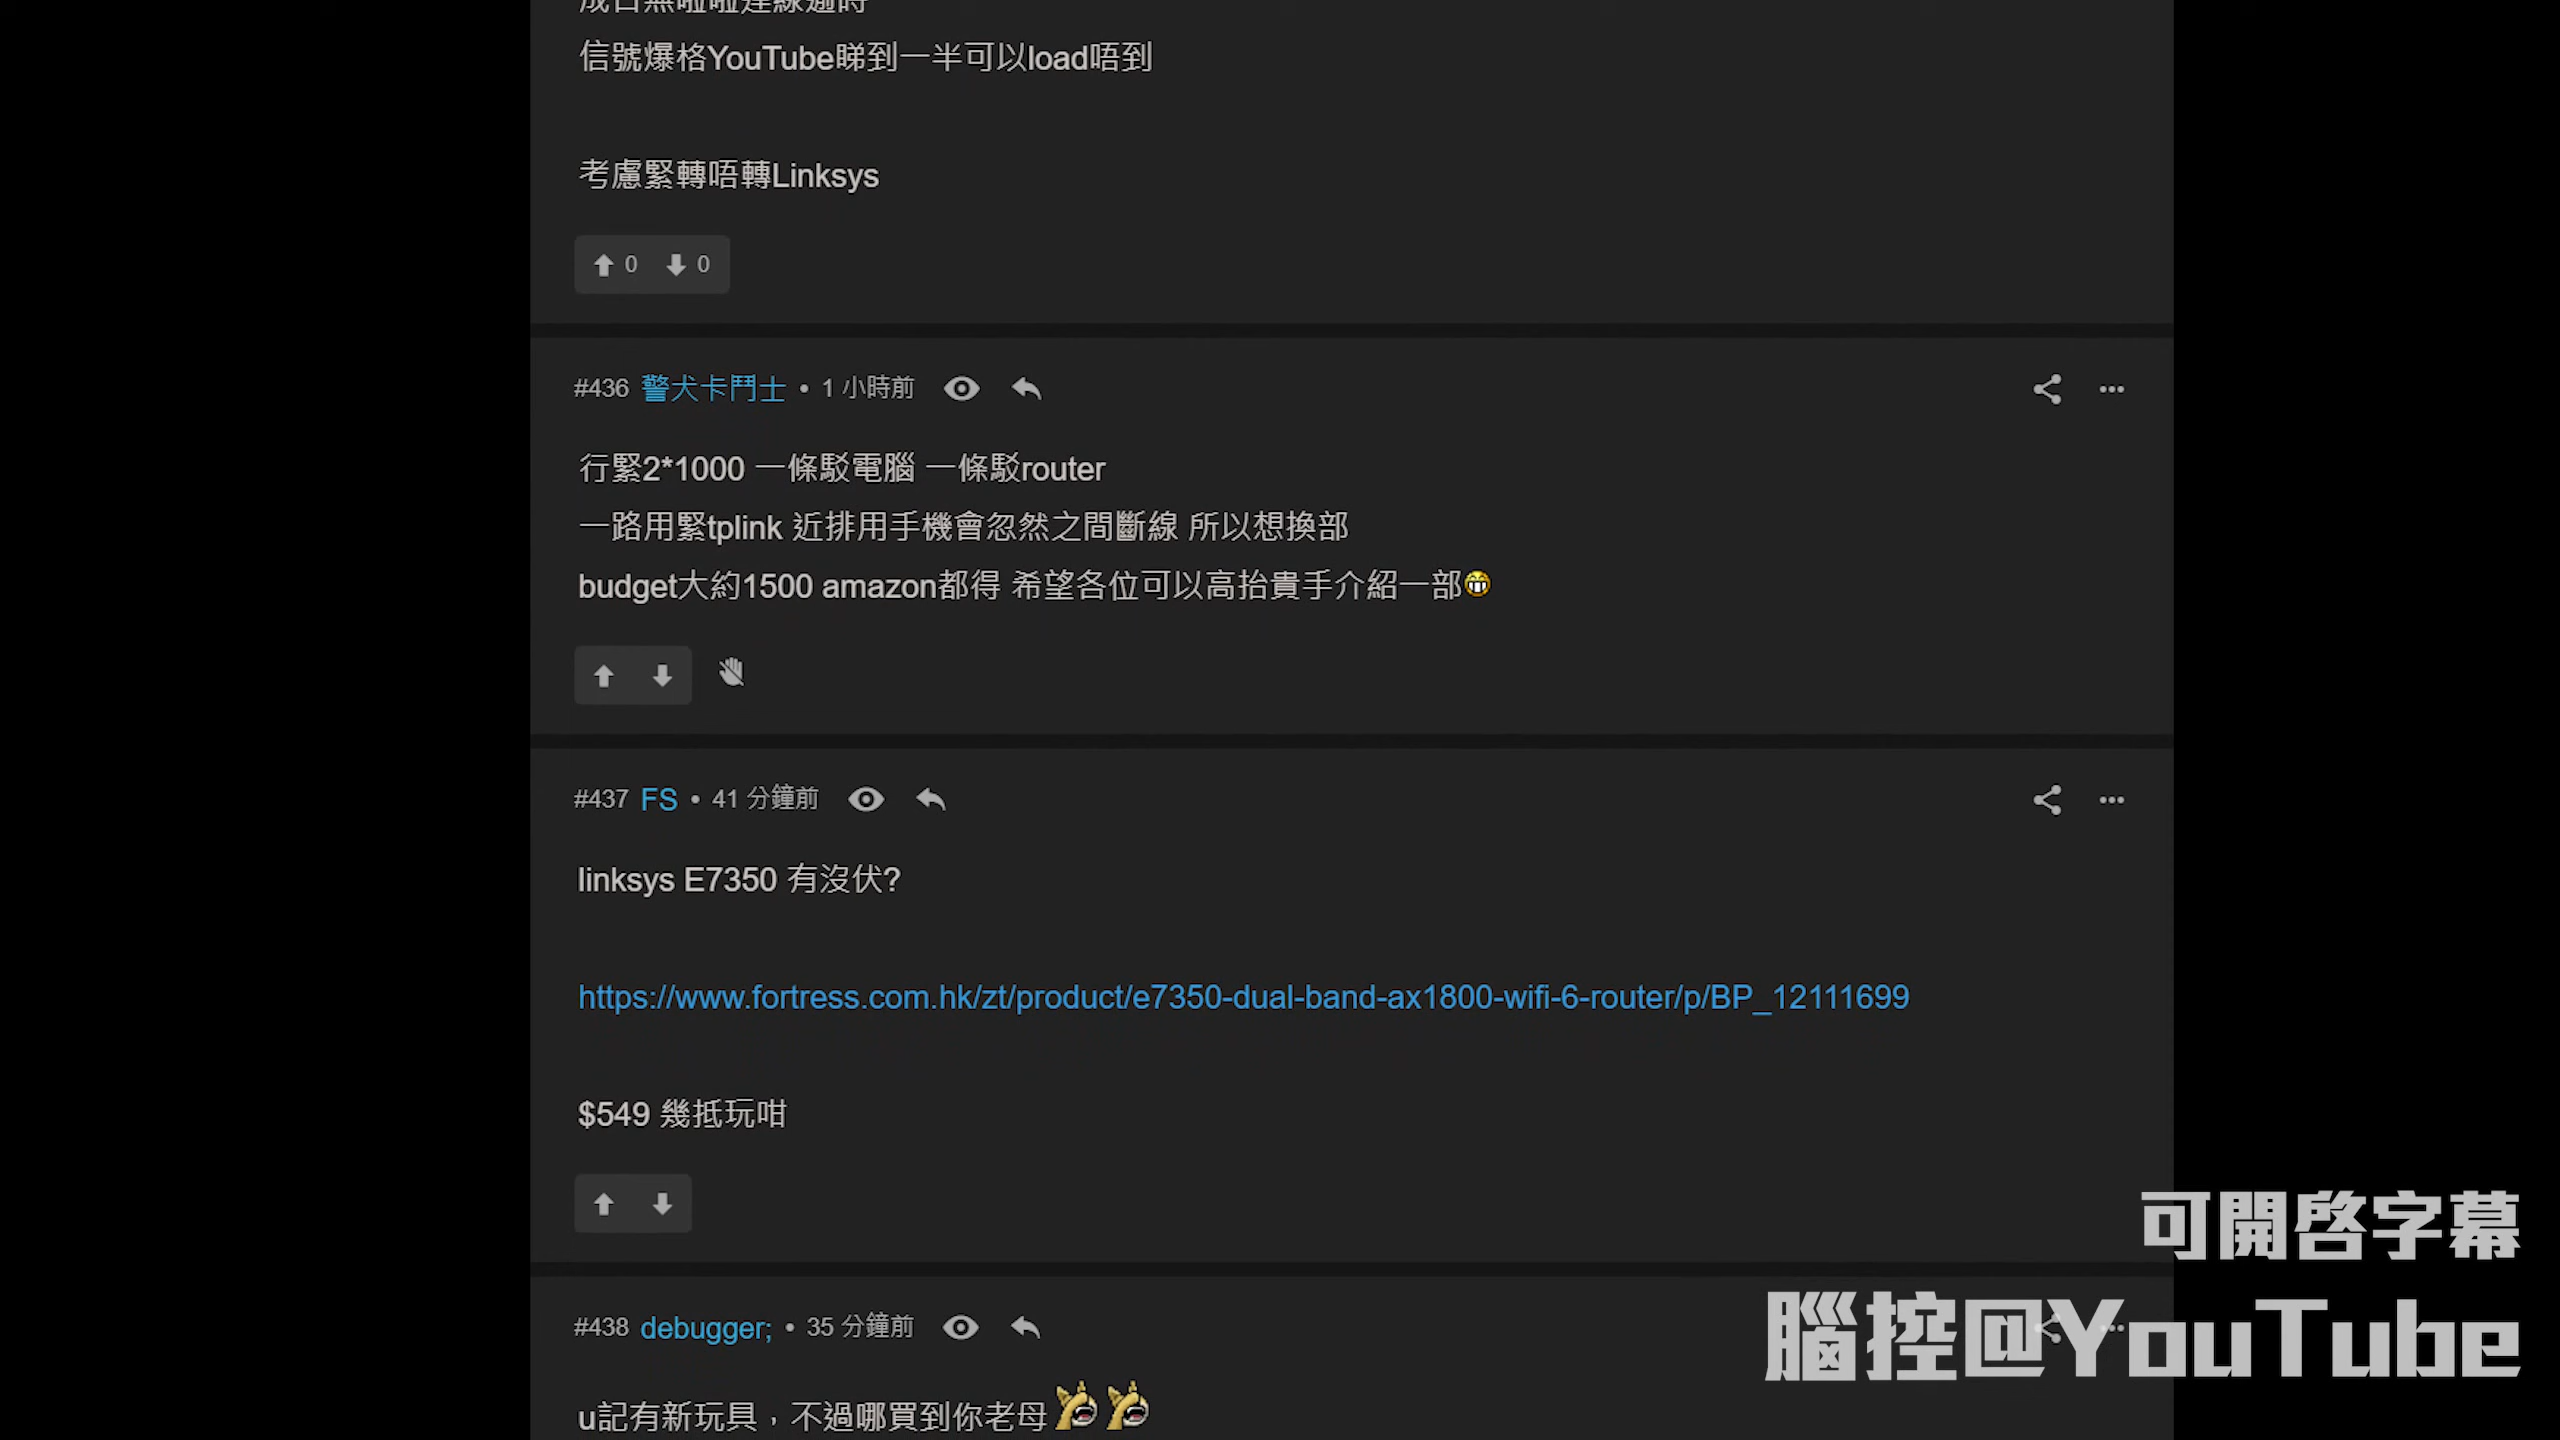 信號爆格YouTube睇到一半可以load唔到
考慮緊轉唔轉Linksys
0 0
#436 警犬卡鬥士 • 1 小時前
行緊2*1000 一條駁電腦 一條駁router
一路用緊tplink 近排用手機會忽然之間斷線 所以想換部
budget大約1500 amazon都得 希望各位可以高抬貴手介紹一部
#437 FS • 41 分鐘前
linksys E7350 有沒伏?
https://www.fortress.com.hk/zt/product/e7350-dual-band-ax1800-wifi-6-router/p/BP_12111699
$549 幾抵玩咁
#438 debugger; • 35 分鐘前
u記有新玩具，不過哪買到你老母
可開啓字幕
腦控@YouTube